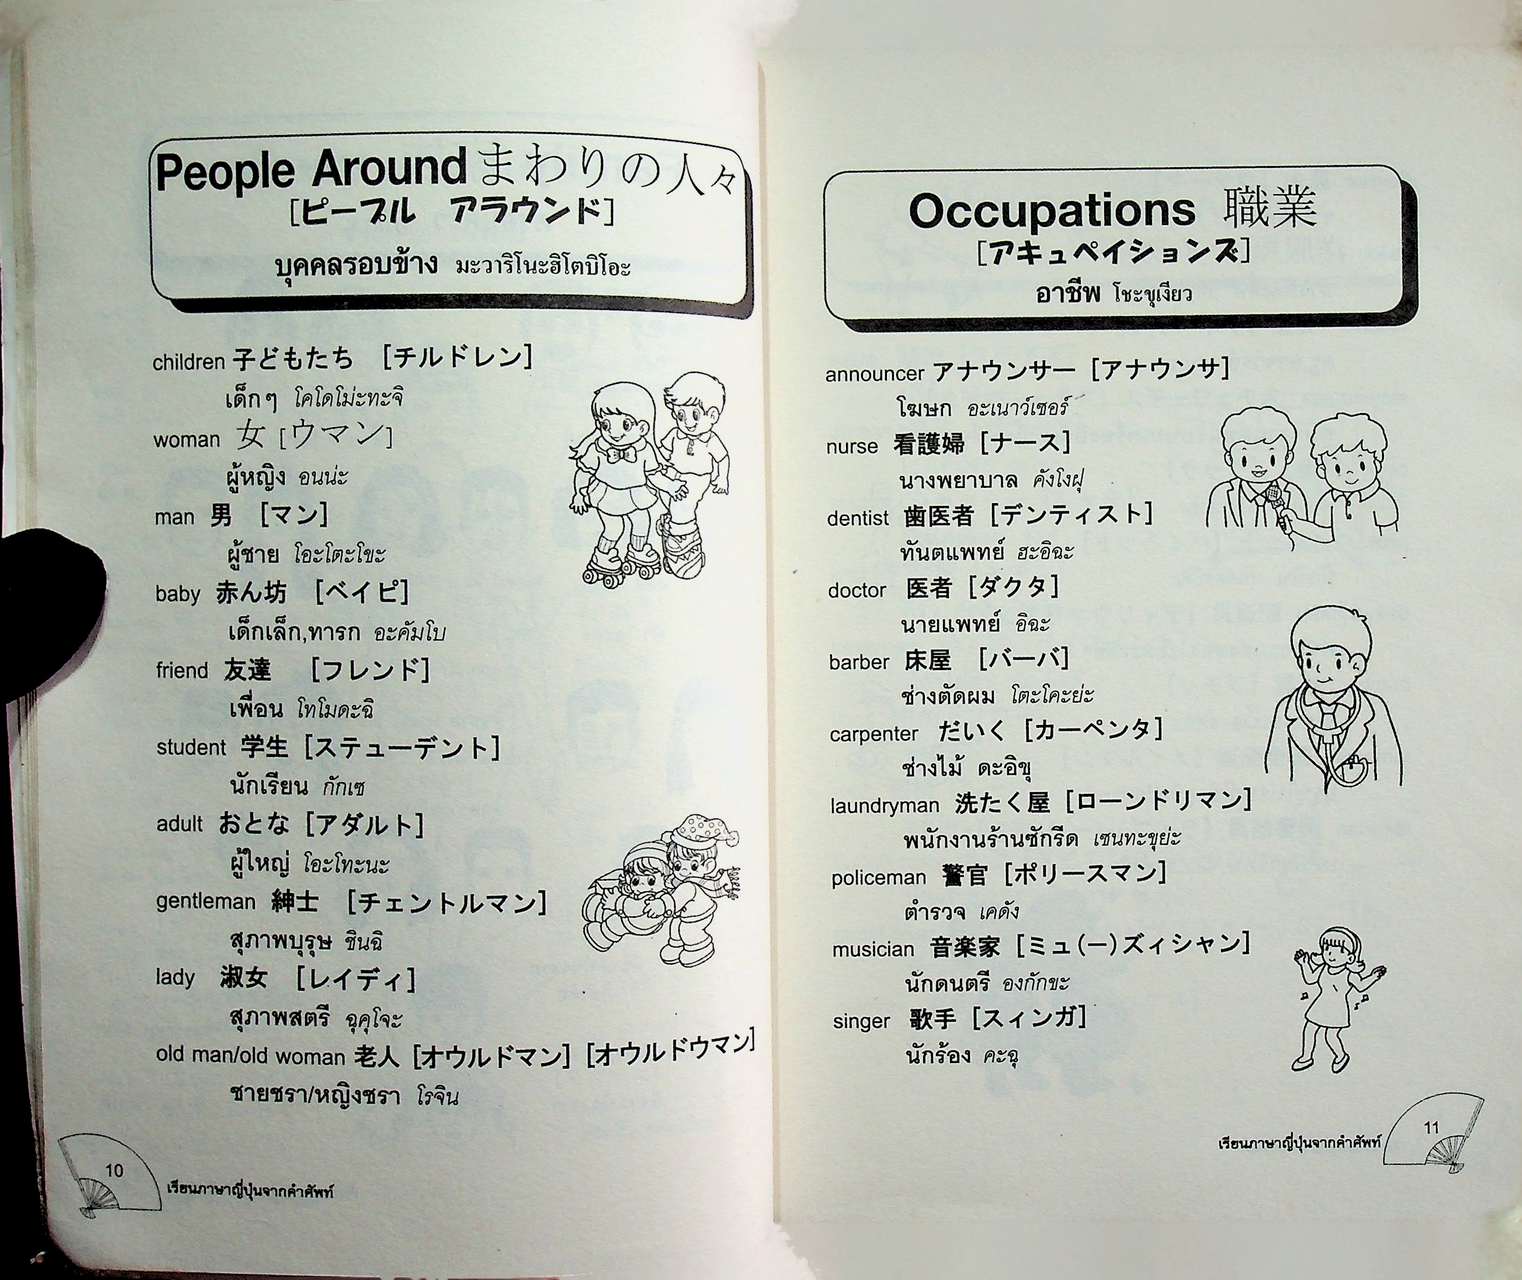 People Around まわりの人々
[ピープル　アラウンド]
บุคคลรอบข้าง มะวาริโนะฮิโตบิโอะ
children 子どもたち [チルドレン]
เด็กๆ โคโดโม่ะทะจิ
woman 女 [ウマン]
ผู้หญิง อนน่ะ
man 男 [マン]
ผู้ชาย โอะโตะโขะ
baby 赤ん坊 [ベイピ]
เด็กเล็ก,ทารก อะคัมโบ
friend 友達 [フレンド]
เพื่อน โทโมดะฉิ
student 学生 [ステューデント]
นักเรียน กักเซ
adult おとな [アダルト]
ผู้ใหญ่ โอะโทะนะ
gentleman 紳士 [チェントルマン]
สุภาพบุรุษ ชินฉิ
lady 淑女 [レイディ]
สุภาพสตรี ฉุคุโจะ
old man/old woman 老人 [オウルドマン] [オウルドウマン]
ชายชรา/หญิงชรา โรจิน
10
เรียนภาษาญี่ปุ่นจากคำศัพท์
Occupations 職業
[アキュペイションズ]
อาชีพ โชะขุเงียว
announcer アナウンサー [アナウンサ]
โฆษก อะเนาว์เซอร์
nurse 看護婦 [ナース]
นางพยาบาล คังโงฝุ
dentist 歯医者 [デンティスト]
ทันตแพทย์ ฮะอิฉะ
doctor 医者 [ダクタ]
นายแพทย์ อิฉะ
barber 床屋 [バーバ]
ช่างตัดผม โตะโคะย่ะ
carpenter だいく [カーペンタ]
ช่างไม้ ดะอิขุ
laundryman 洗たく屋 [ローンドリマン]
พนักงานร้านซักรีด เซนทะขุย่ะ
policeman 警官 [ポリースマン]
ตำรวจ เคดัง
musician 音楽家 [ミュ(ー)ズィシャン]
นักดนตรี องกักขะ
singer 歌手 [スィンガ]
นักร้อง คะฉุ
เรียนภาษาญี่ปุ่นจากคำศัพท์
11